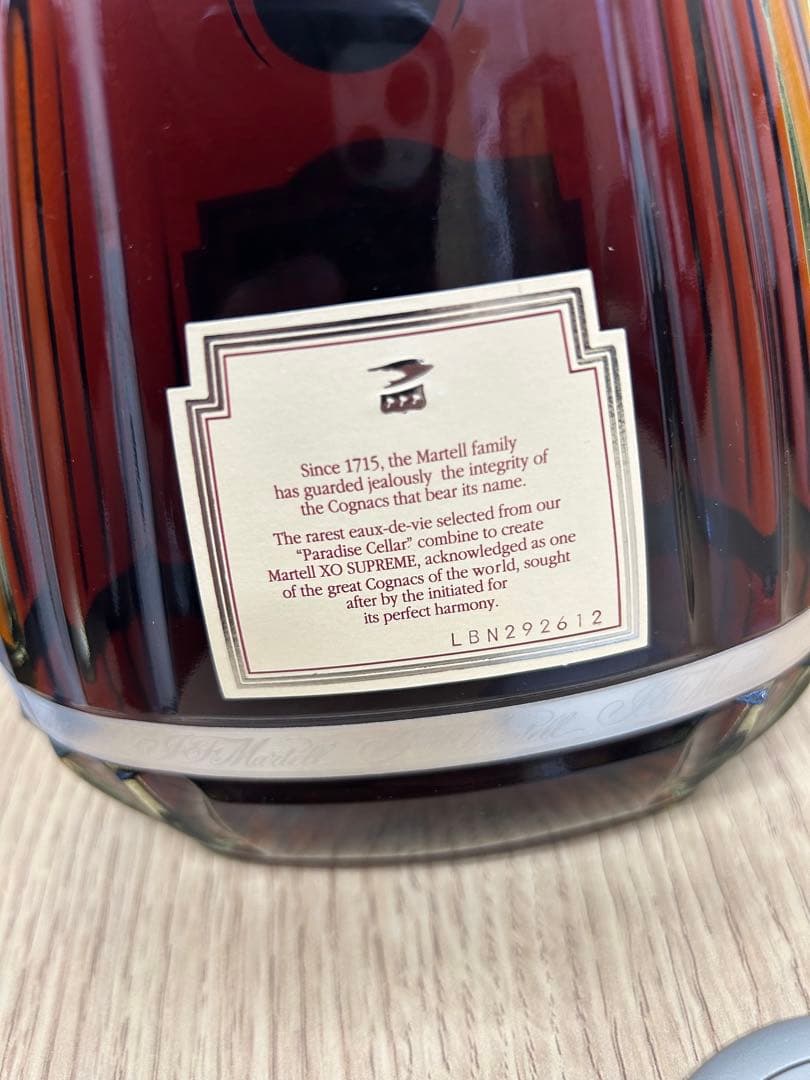 Since 1715, the Martell family
has guarded jealously the integrity of
the Cognacs that bear its name.
The rarest eaux-de-vie selected from our
"Paradise Cellar" combine to create
Martell XO SUPREME, acknowledged as one
of the great Cognacs of the world, sought
after by the initiated for
its perfect harmony.
LBN292612
J&F Martell